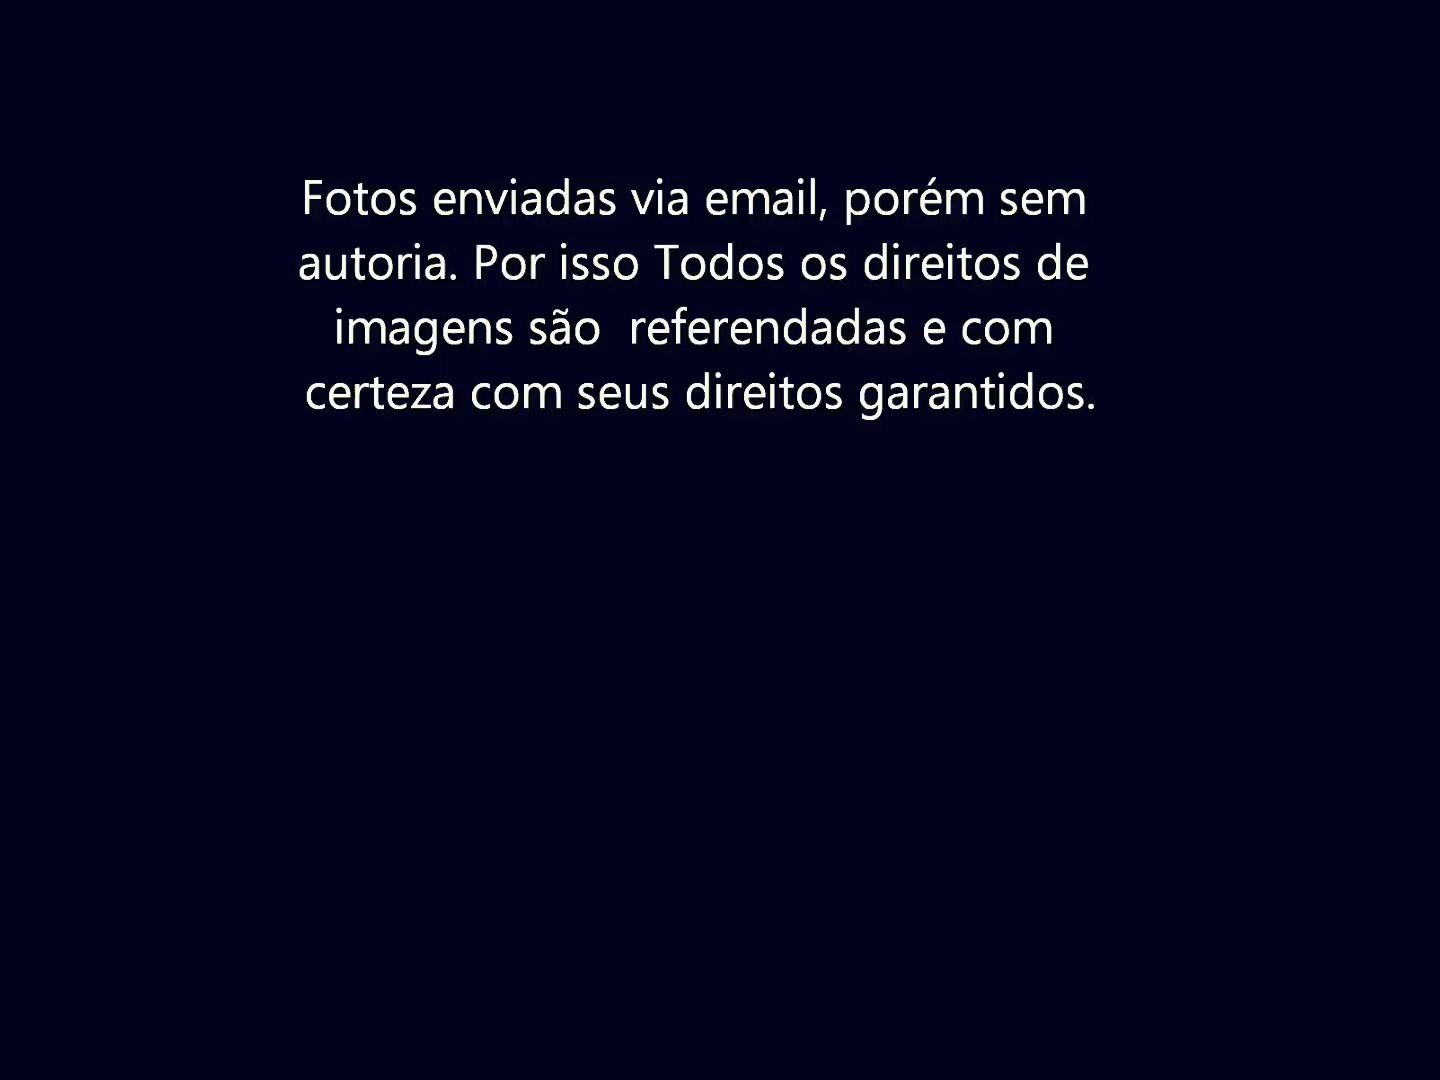 Fotos enviadas via email, porém sem
autoria. Por isso Todos os direitos de
imagens são  referendadas e com
certeza com seus direitos garantidos.